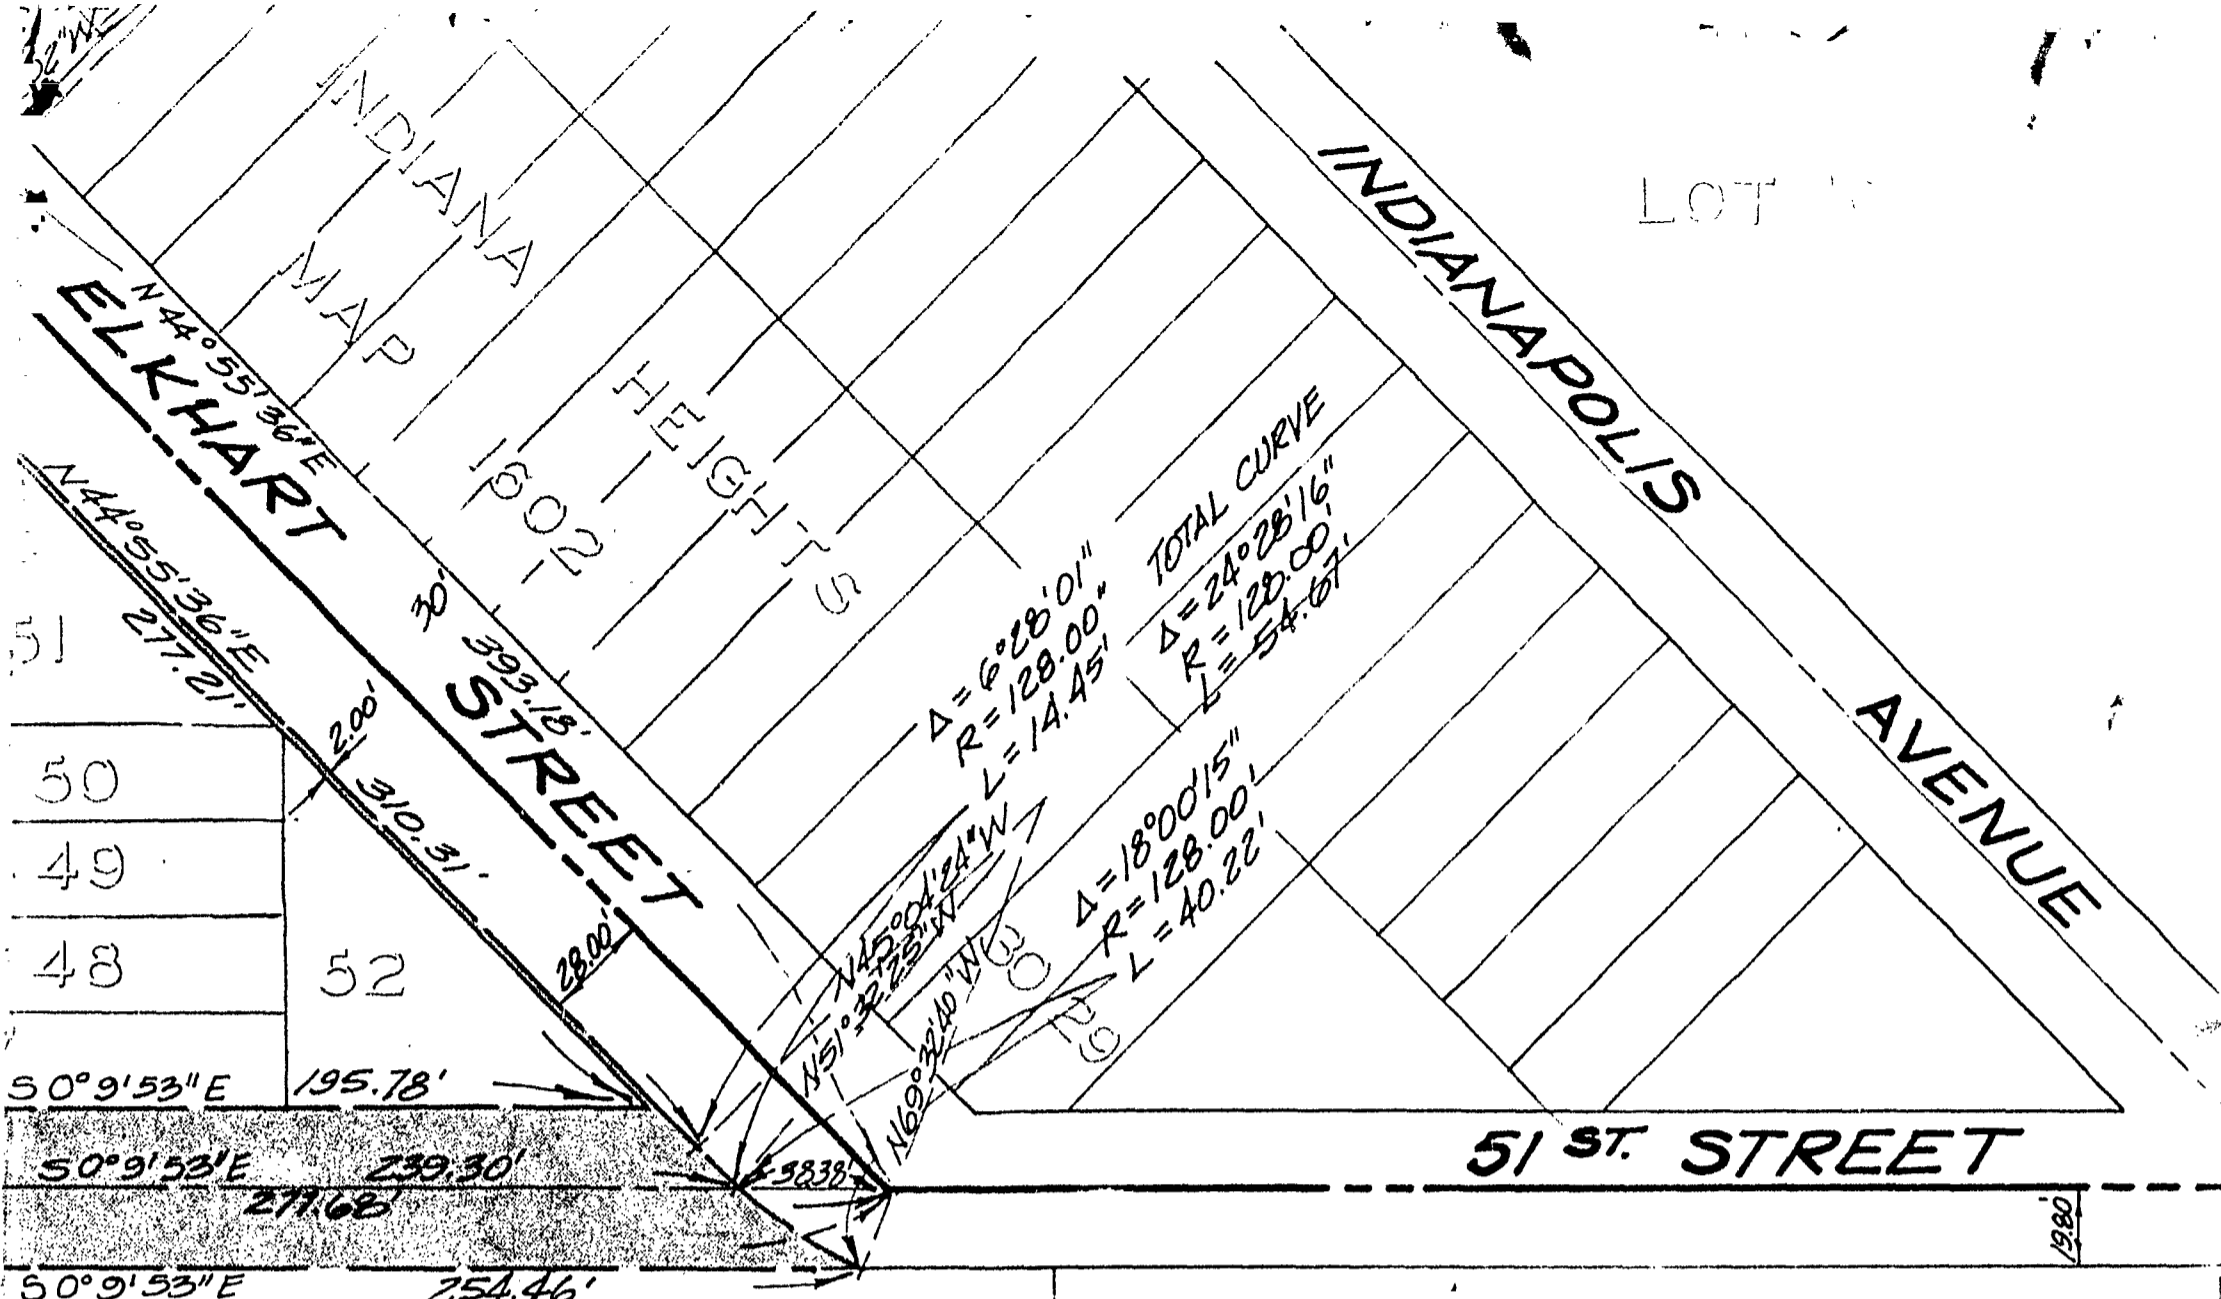 INDIANA
HEIGHTS
MAP
1602
LOT
INDIANAPOLIS
AVENUE
ELKHART
STREET
N44°55'36"E
30'
393.18'
N44°55'36"E
277.21'
2.00'
310.31'
28.00'
51
50
49
48
52
TOTAL CURVE
Δ=24°28'16"
R=128.00'
L=54.67'
Δ=6°28'01"
R=128.00"
L=14.45'
Δ=18°00'15"
R=128.00'
L=40.22'
N45°04'24"W
N51°32'25"W
N69°32'40"W
30
29
S0°9'53"E 195.78'
S0°9'53"E 239.30'
38.38'
277.68'
S0°9'53"E 254.46'
51 ST. STREET
19.80'